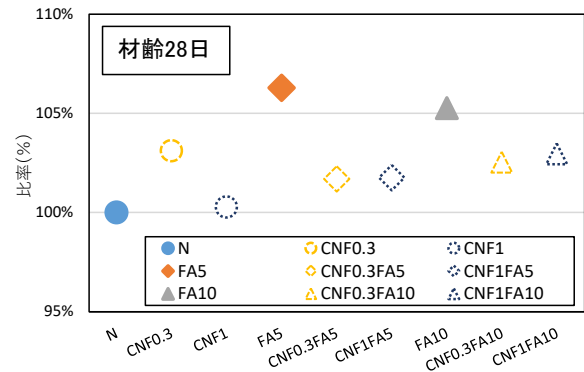 110%
材齢28日
105%
比率(%)
100%
N
CNF0.3
CNF1
FA5
CNF0.3FA5
CNF1FA5
FA10
CNF0.3FA10
CNF1FA10
95%
N
CNF0.3
CNF1
FA5
CNF0.3FA5
CNF1FA5
FA10
CNF0.3FA10
CNF1FA10